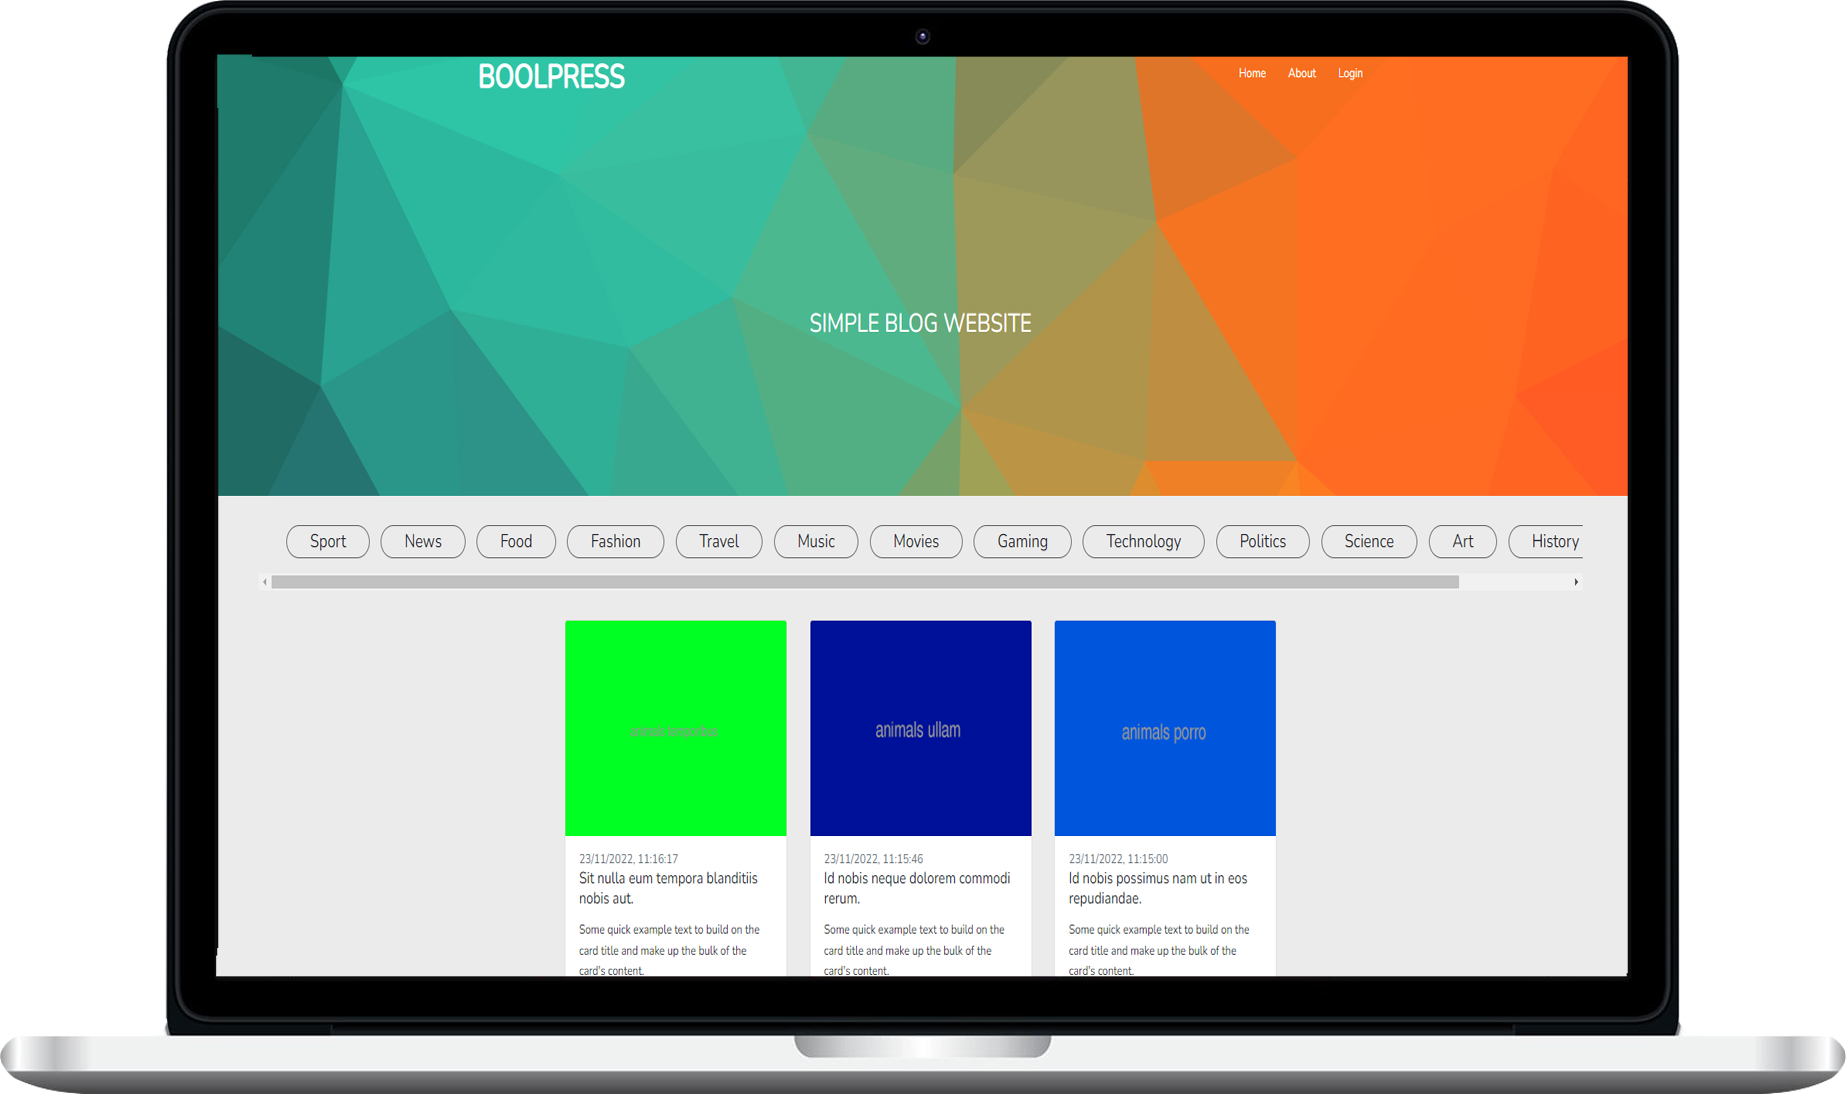 BOOLPRESS
Home About Login
SIMPLE BLOG WEBSITE
Sport News Food Fashion Travel Music Movies Gaming Technology Politics Science Art History
animals
animals ullam
animals porro
23/11/2022, 11:16:17
Sit nulla eum tempora blanditiis
nobis aut.
Some quick example text to build on the
card title and make up the bulk of the
card's content.
23/11/2022, 11:15:46
Id nobis neque dolorem commodi
rerum.
Some quick example text to build on the
card title and make up the bulk of the
card's content.
23/11/2022, 11:15:00
Id nobis possimus nam ut in eos
repudiandae.
Some quick example text to build on the
card title and make up the bulk of the
card's content.